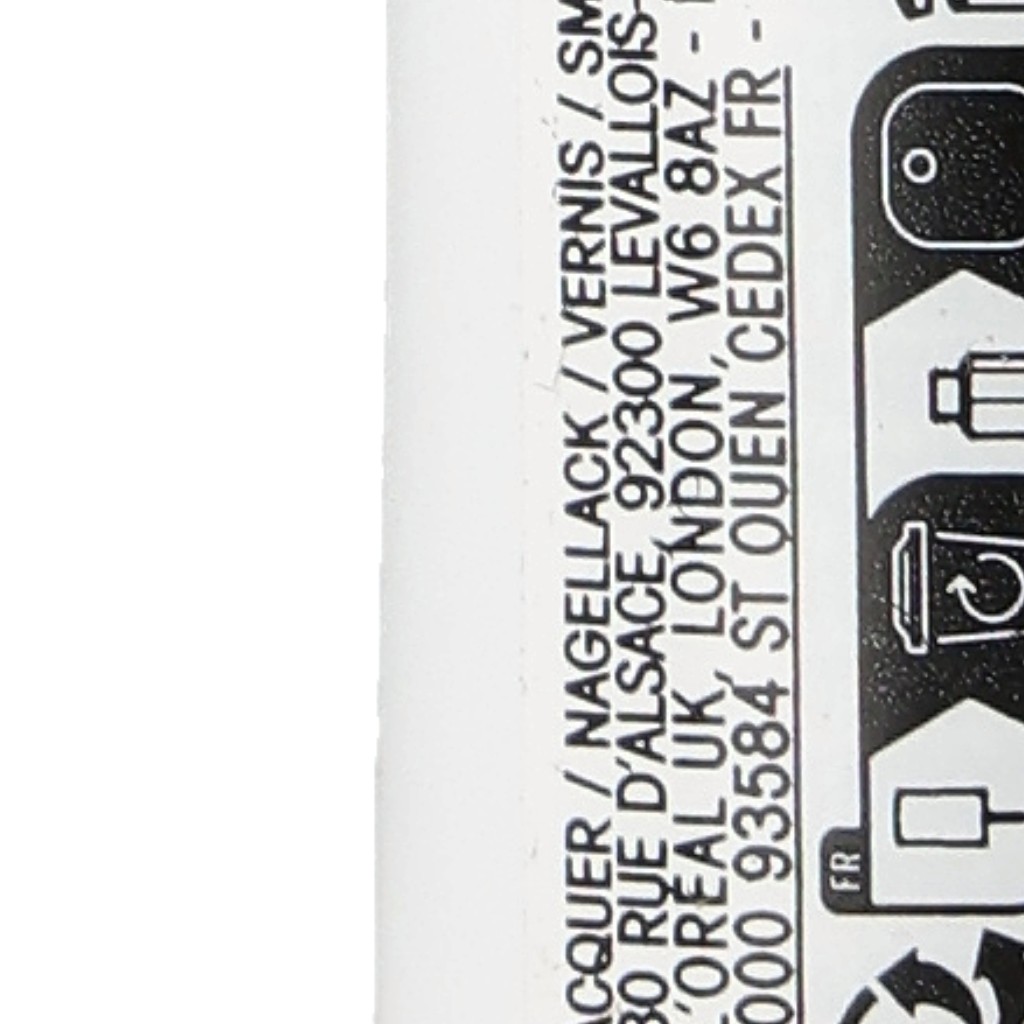 ACQUER / NAGELLACK / VERNIS / SM
30 RUE D'ALSACE, 92300 LEVALLOIS-
L'OREAL UK, LONDON, W6 8AZ -
000 93584 ST OUEN CEDEX FR -
FR